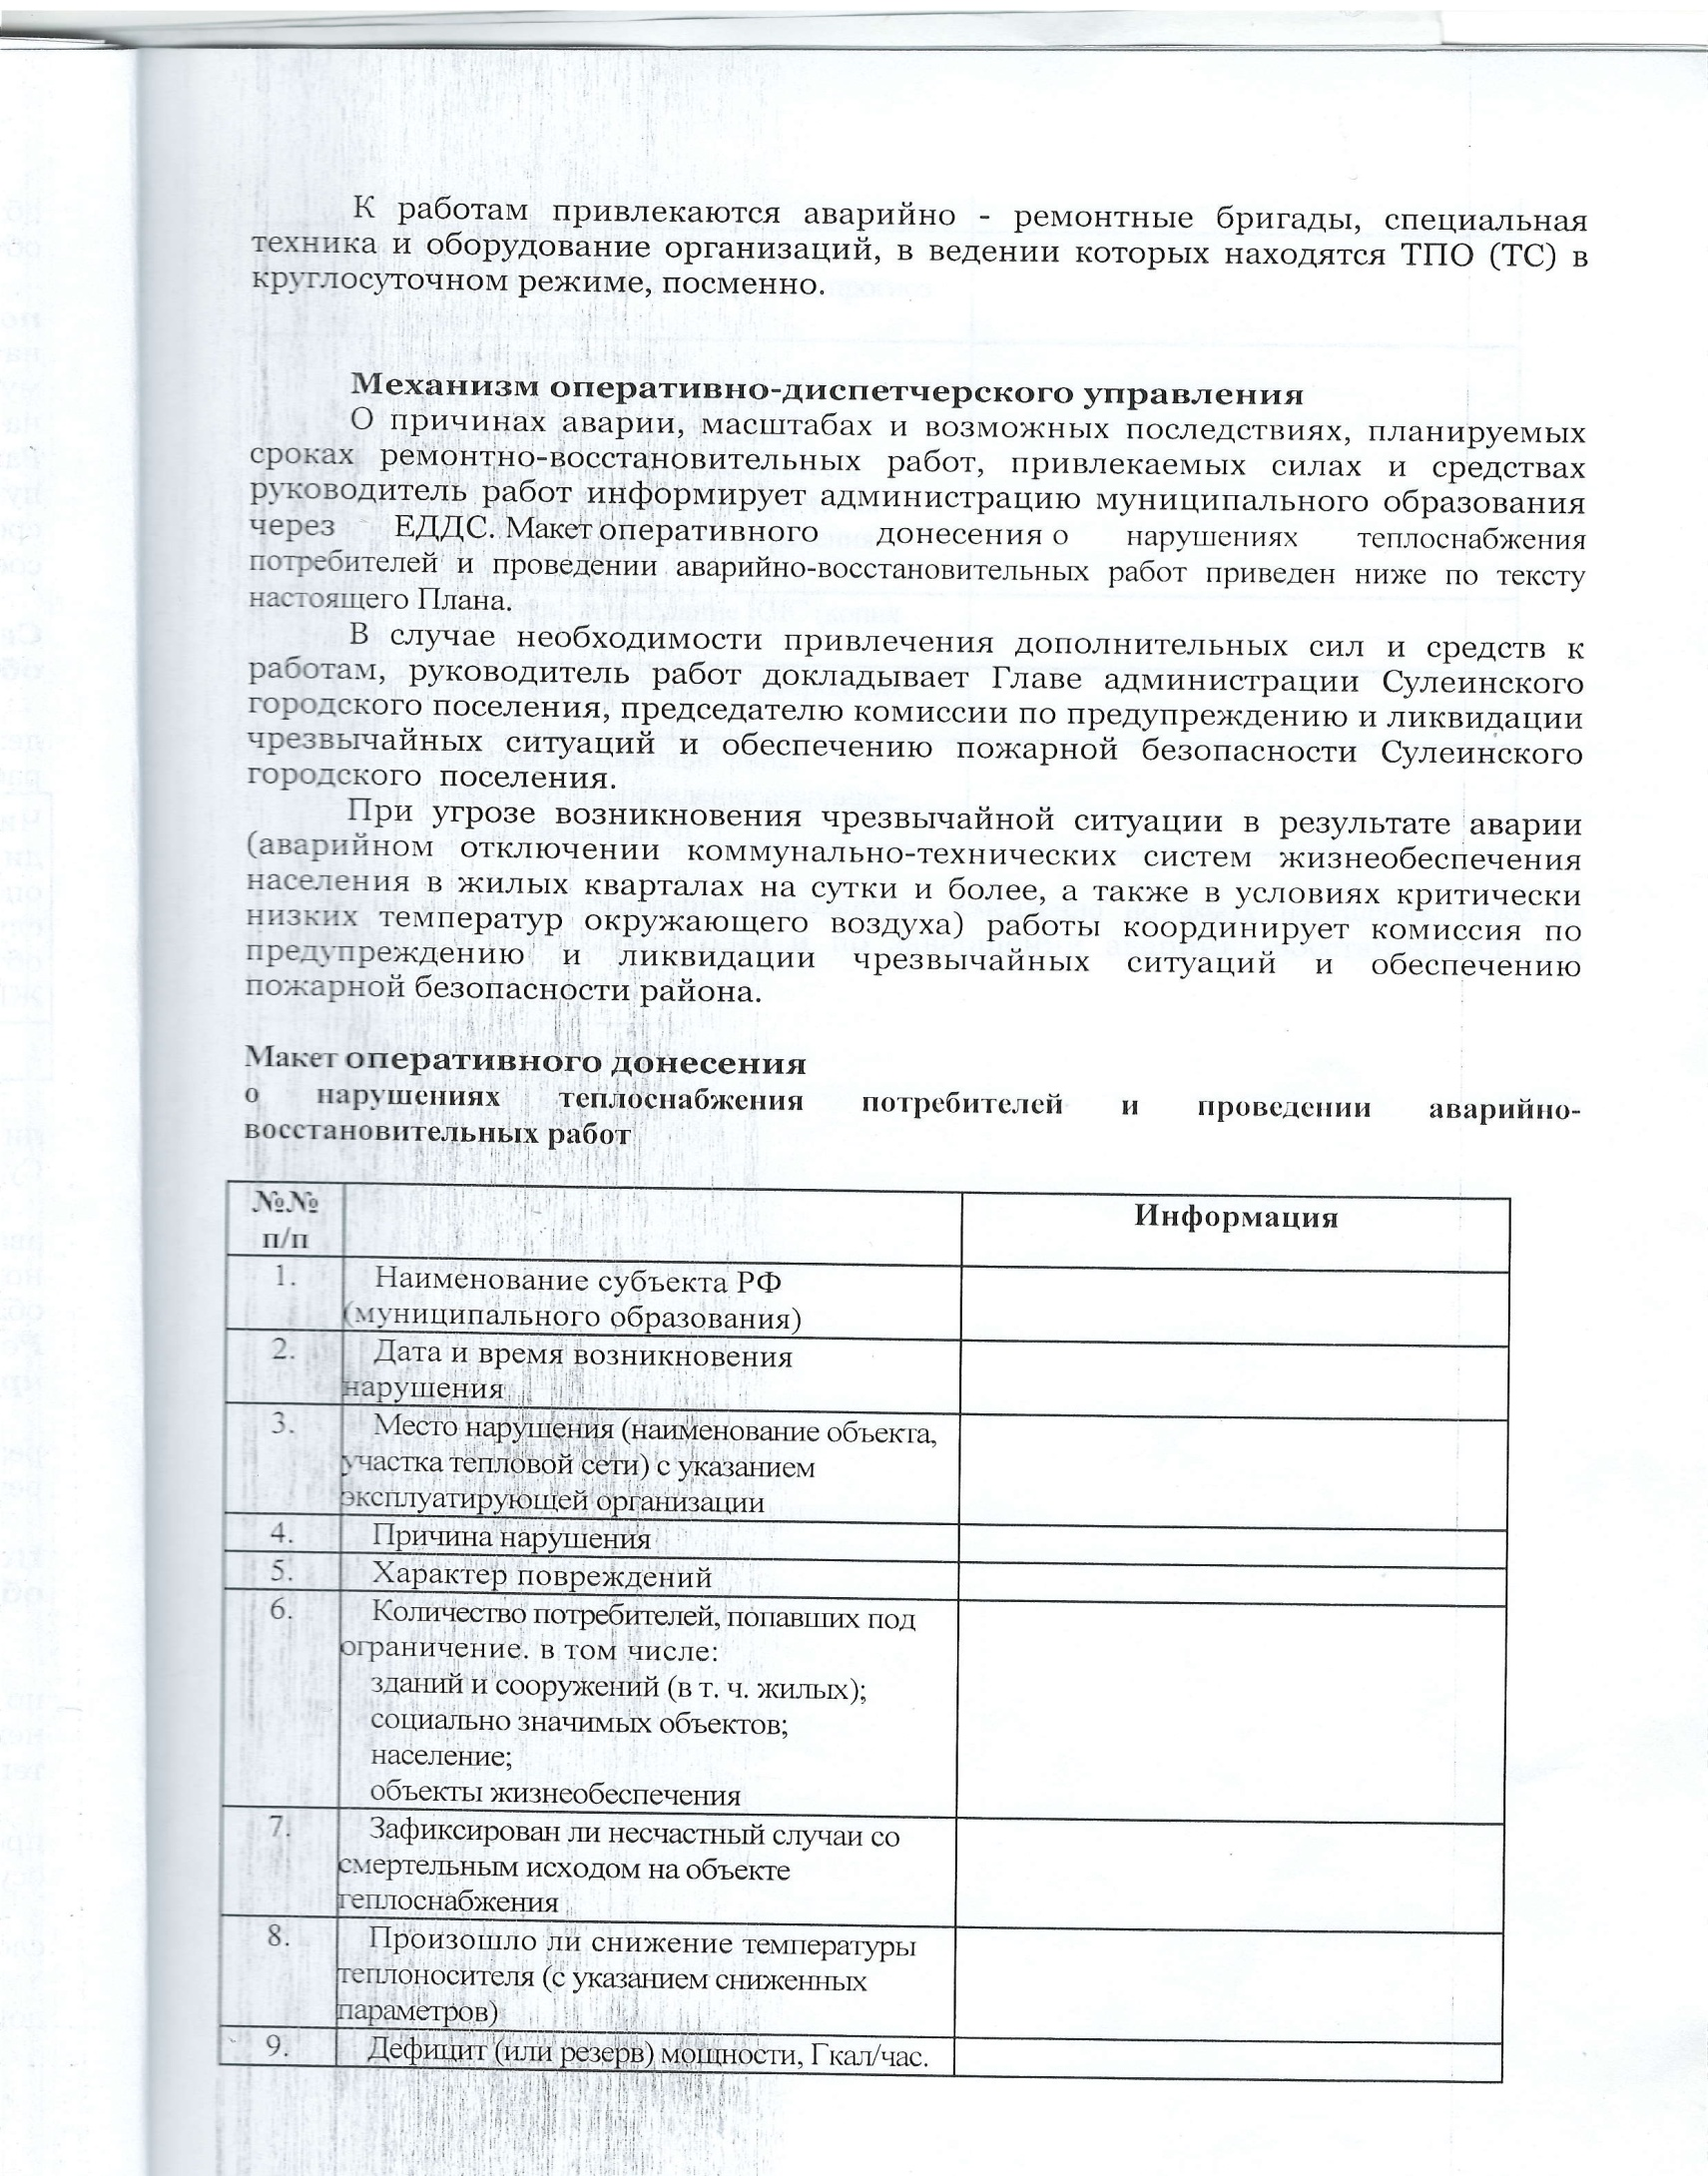 К работам привлекаются аварийно - ремонтные бригады, специальная
техника и оборудование организаций, в ведении которых находятся ТПО (ТС) в
круглосуточном режиме, посменно.
Механизм оперативно-диспетчерского управления
О причинах аварии, масштабах и возможных последствиях, планируемых
сроках ремонтно-восстановительных работ, привлекаемых силах и средствах
руководитель работ информирует администрацию муниципального образования
через ЕДДС. Макет оперативного донесения о нарушениях теплоснабжения
потребителей и проведении аварийно-восстановительных работ приведен ниже по тексту
настоящего Плана.
В случае необходимости привлечения дополнительных сил и средств к
работам, руководитель работ докладывает Главе администрации Сулеинского
городского поселения, председателю комиссии по предупреждению и ликвидации
чрезвычайных ситуаций и обеспечению пожарной безопасности Сулеинского
городского поселения.
При угрозе возникновения чрезвычайной ситуации в результате аварии
(аварийном отключении коммунально-технических систем жизнеобеспечения
населения в жилых кварталах на сутки и более, а также в условиях критически
низких температур окружающего воздуха) работы координирует комиссия по
предупреждению и ликвидации чрезвычайных ситуаций и обеспечению
пожарной безопасности района.
Макет оперативного донесения
о нарушениях теплоснабжения потребителей и проведении аварийно-
восстановительных работ
№№
п/п
Информация
1. Наименование субъекта РФ
(муниципального образования)
2. Дата и время возникновения
нарушения
3. Место нарушения (наименование объекта,
участка тепловой сети) с указанием
эксплуатирующей организации
4. Причина нарушения
5. Характер повреждений
6. Количество потребителей, попавших под
ограничение. в том числе:
зданий и сооружений (в т. ч. жилых);
социально значимых объектов;
население;
объекты жизнеобеспечения
7. Зафиксирован ли несчастный случаи со
смертельным исходом на объекте
теплоснабжения
8. Произошло ли снижение температуры
теплоносителя (с указанием сниженных
параметров)
9. Дефицит (или резерв) мощности, Гкал/час.